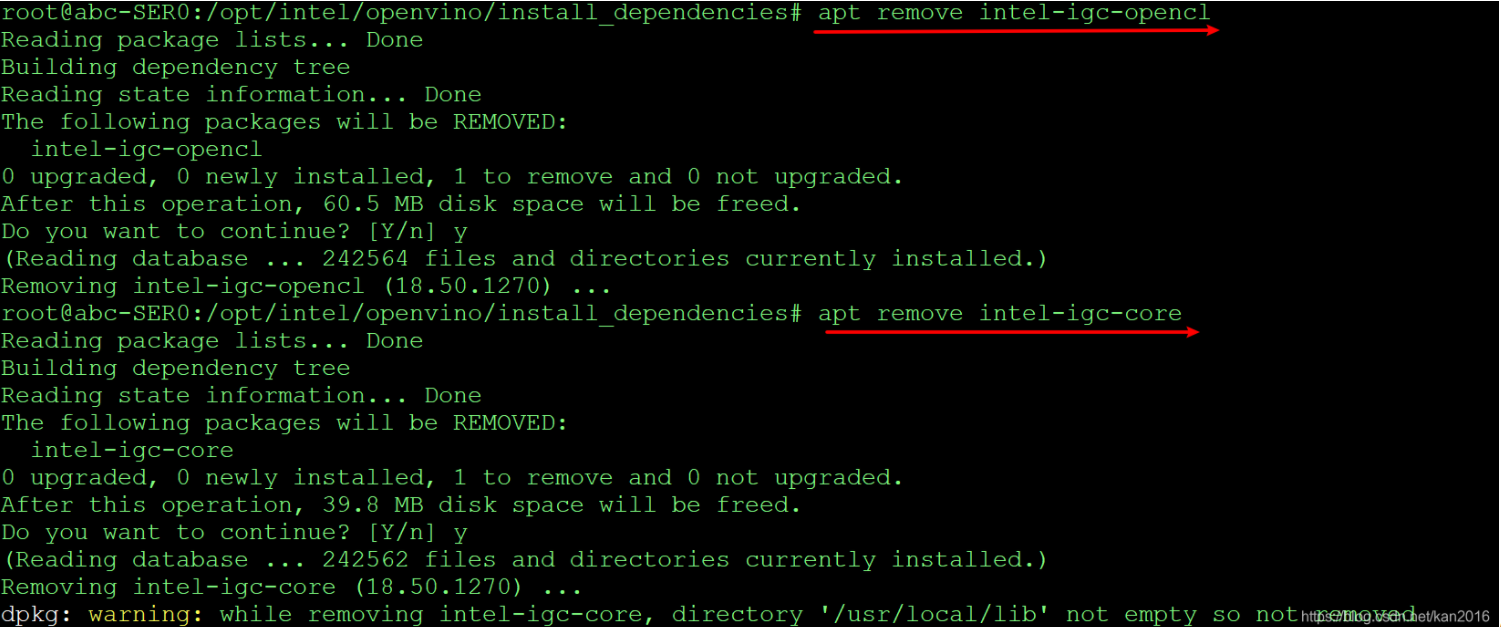 root@abc-SER0:/opt/intel/openvino/install_dependencies# apt remove intel-igc-opencl
Reading package lists... Done
Building dependency tree
Reading state information... Done
The following packages will be REMOVED:
  intel-igc-opencl
0 upgraded, 0 newly installed, 1 to remove and 0 not upgraded.
After this operation, 60.5 MB disk space will be freed.
Do you want to continue? [Y/n] y
(Reading database ... 242564 files and directories currently installed.)
Removing intel-igc-opencl (18.50.1270) ...
root@abc-SER0:/opt/intel/openvino/install_dependencies# apt remove intel-igc-core
Reading package lists... Done
Building dependency tree
Reading state information... Done
The following packages will be REMOVED:
  intel-igc-core
0 upgraded, 0 newly installed, 1 to remove and 0 not upgraded.
After this operation, 39.8 MB disk space will be freed.
Do you want to continue? [Y/n] y
(Reading database ... 242562 files and directories currently installed.)
Removing intel-igc-core (18.50.1270) ...
dpkg: warning: while removing intel-igc-core, directory '/usr/local/lib' not empty so not removed
https://blog.csdn.net/kan2016